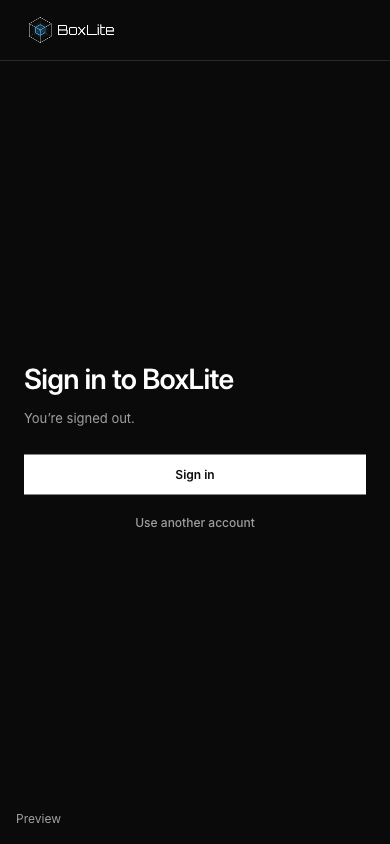 BoxLite
Sign in to BoxLite
You’re signed out.
Sign in
Use another account
Preview